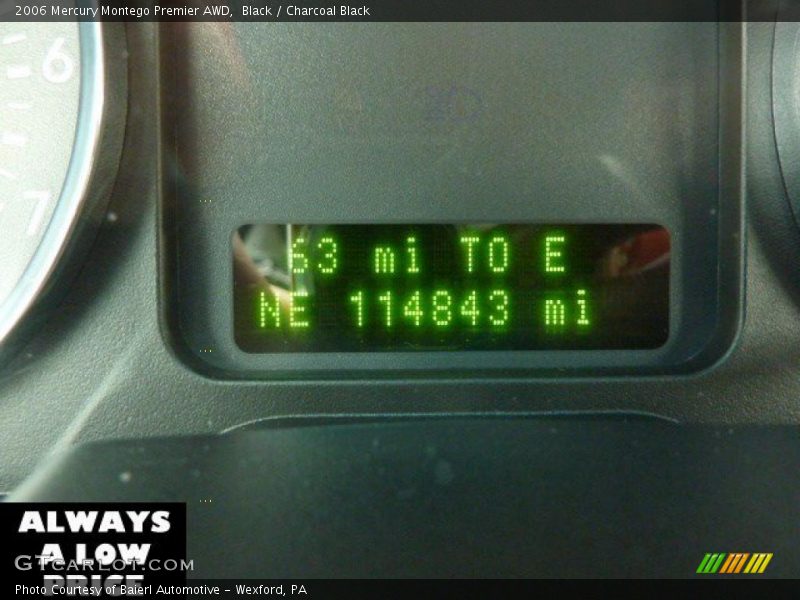 2006 Mercury Montego Premier AWD, Black / Charcoal Black
6
7
63 mi TO E
NE 114843 mi
ALWAYS
A LOW
PRICE
GTCARLOT.COM
Photo Courtesy of Baierl Automotive - Wexford, PA